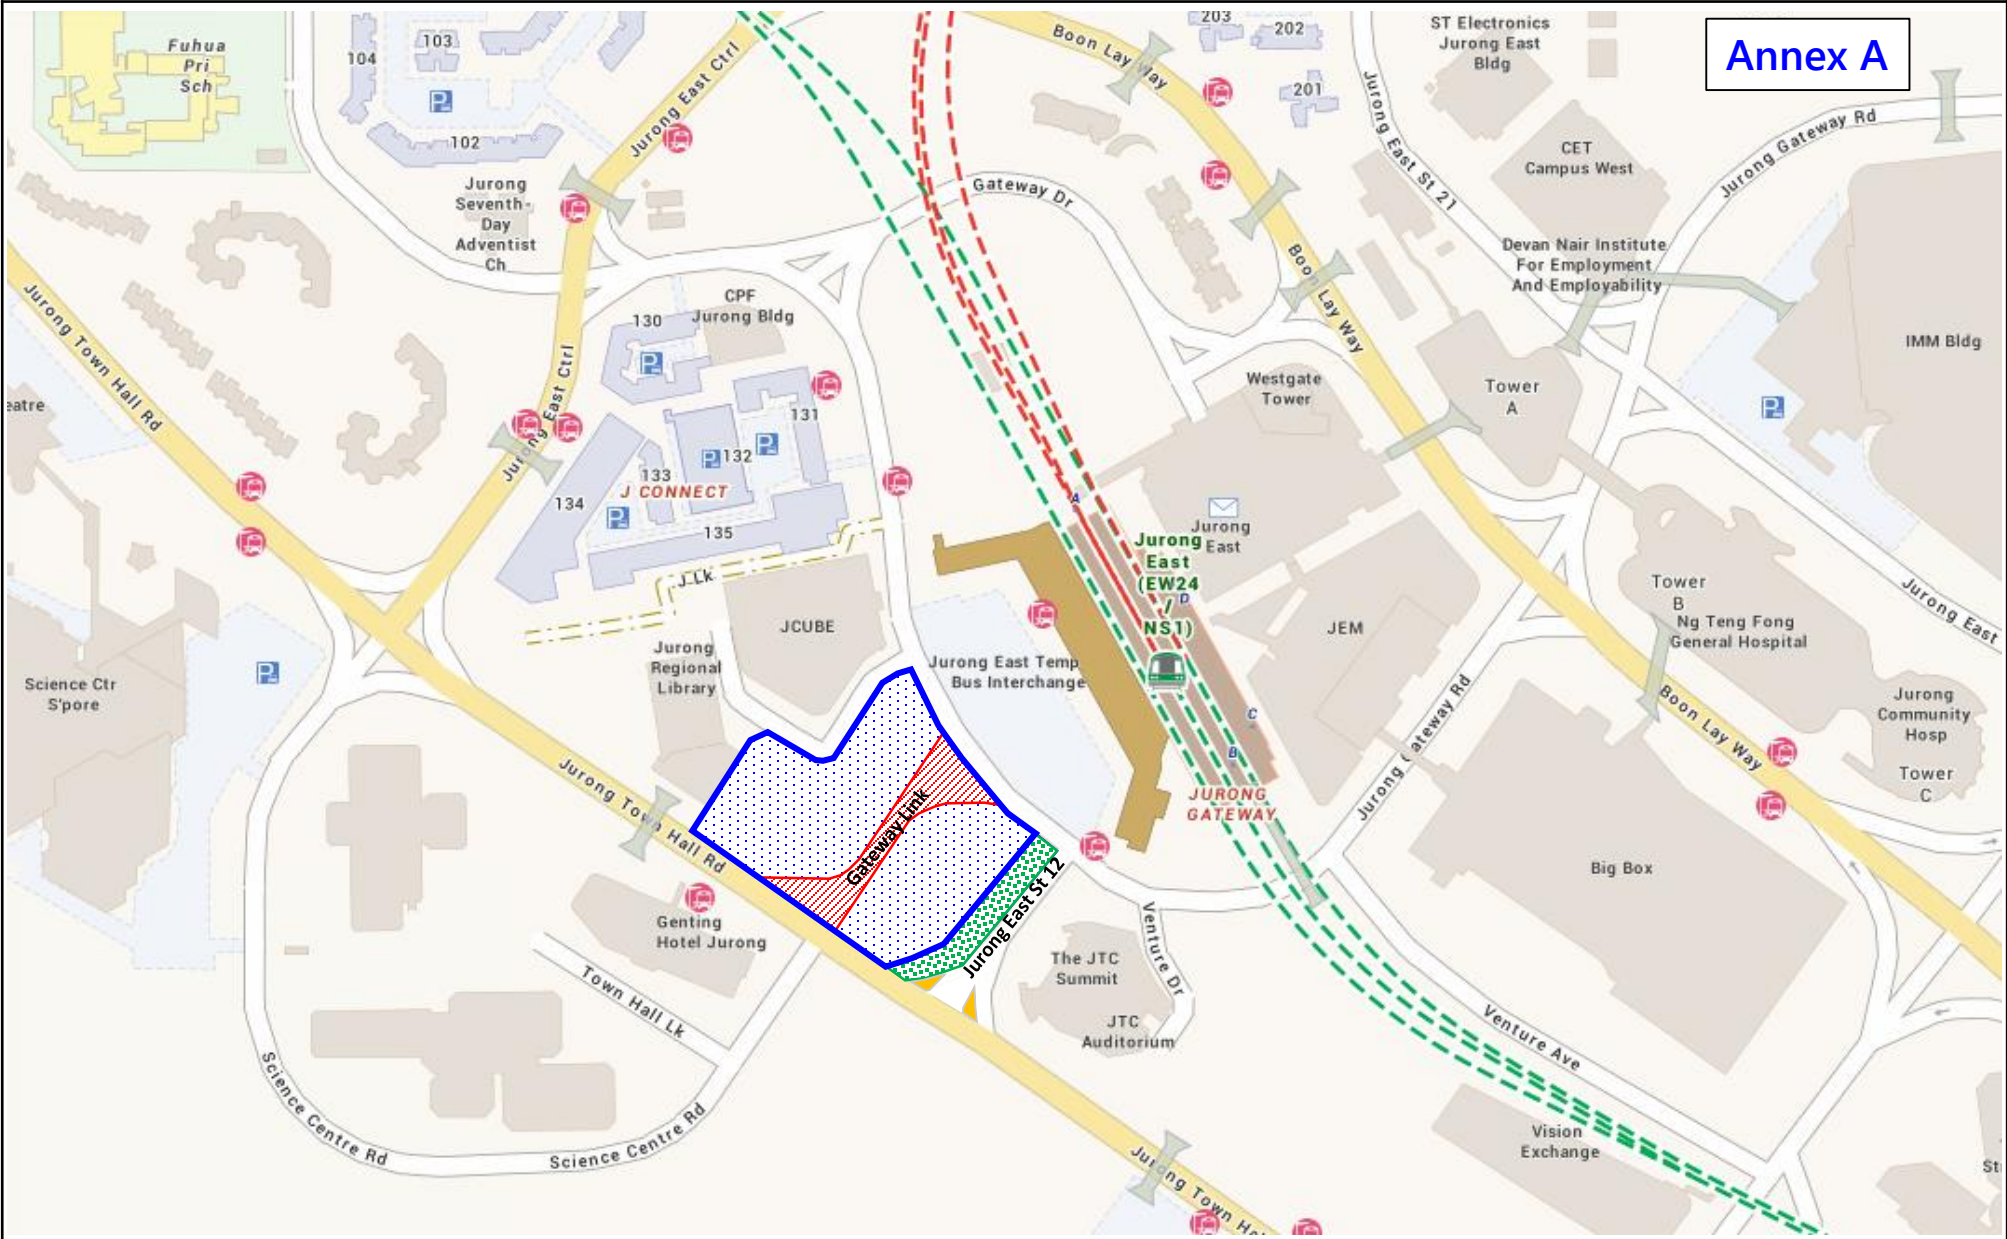 Annex A
Fuhua
Pri
Sch
104
103
102
Jurong East Ctrl
Boon Lay Way
203
202
201
ST Electronics
Jurong East
Bldg
Jurong East St 21
CET
Campus West
Jurong Gateway Rd
Jurong
Seventh-
Day
Adventist
Ch
Gateway Dr
Devan Nair Institute
For Employment
And Employability
Boon Lay Way
IMM Bldg
Jurong Town Hall Rd
CPF
Jurong Bldg
130
131
132
133
134
135
J CONNECT
Jurong East Ctrl
eatre
Westgate
Tower
Tower
A
A
Jurong
East
Jurong
East
(EW24
/
NS1)
D
C
B
J Lk
JCUBE
Jurong
Regional
Library
Jurong East Temp
Bus Interchange
JEM
Tower
B
Ng Teng Fong
General Hospital
Jurong East
Science Ctr
S'pore
Jurong Gateway Rd
Boon Lay Way
Jurong
Community
Hosp
Tower
C
JURONG
GATEWAY
Jurong Town Hall Rd
Gateway Link
Jurong East St 12
Big Box
Genting
Hotel Jurong
Town Hall Lk
The JTC
Summit
JTC
Auditorium
Venture Dr
Venture Ave
Science Centre Rd
Science Centre Rd
Vision
Exchange
Jurong Town Hal
St